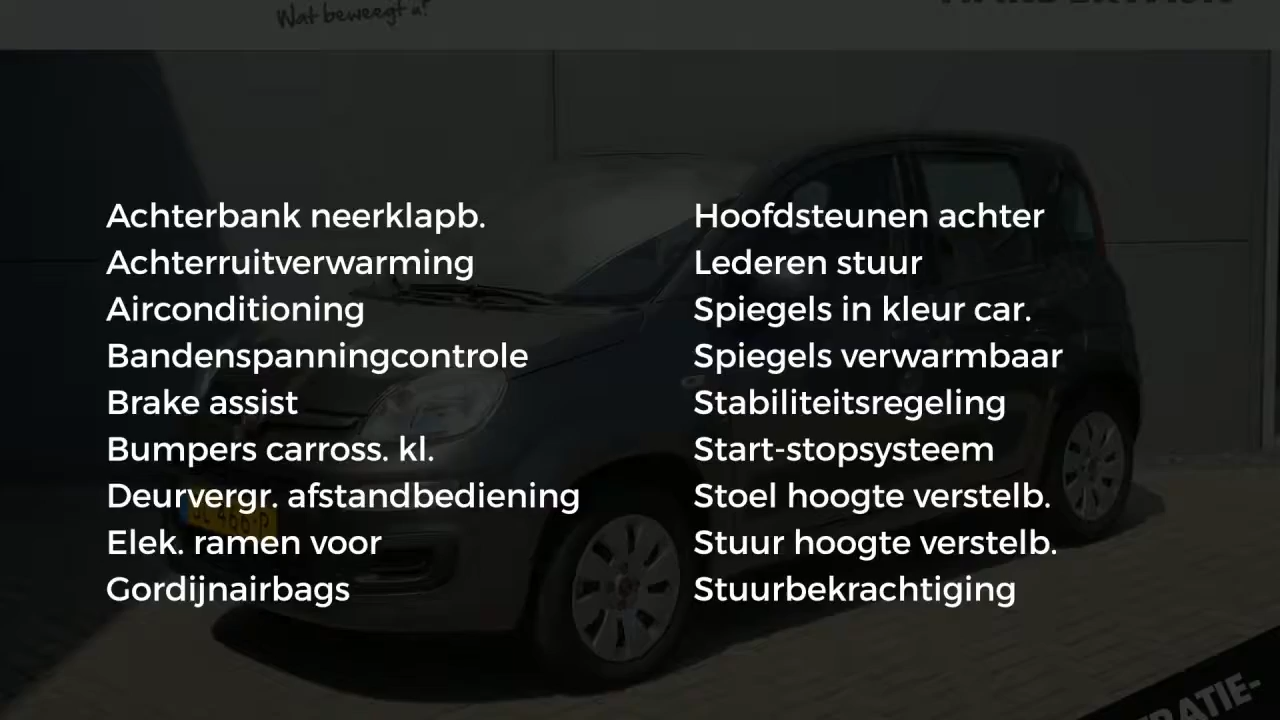 Wat beweegt u?
Achterbank neerklapb.
Achterruitverwarming
Airconditioning
Bandenspanningcontrole
Brake assist
Bumpers carross. kl.
Deurvergr. afstandbediening
Elek. ramen voor
Gordijnairbags
Hoofdsteunen achter
Lederen stuur
Spiegels in kleur car.
Spiegels verwarmbaar
Stabiliteitsregeling
Start-stopsysteem
Stoel hoogte verstelb.
Stuur hoogte verstelb.
Stuurbekrachtiging